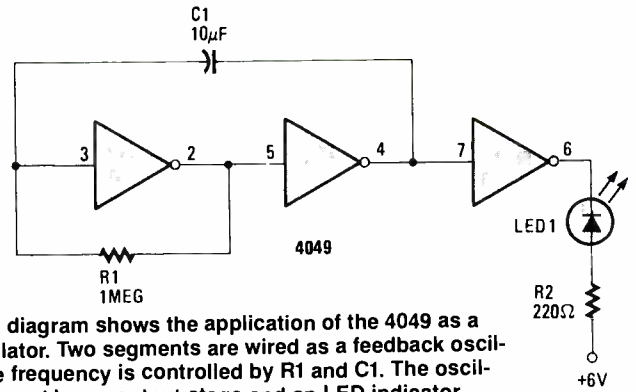 C1
10µF
3
2
5
4
7
6
4049
R1
1MEG
LED1
R2
220Ω
+6V
diagram shows the application of the 4049 as a
lator. Two segments are wired as a feedback oscil-
frequency is controlled by R1 and C1. The oscil-